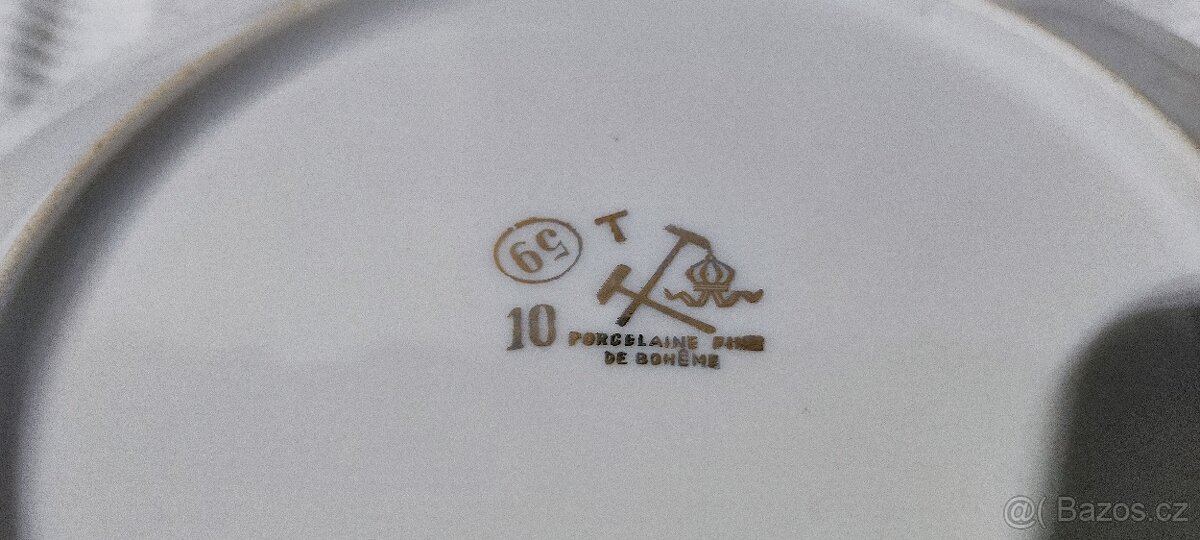 59
T
10
PORCELAINE FINE
DE BOHÊME
@( Bazos.cz